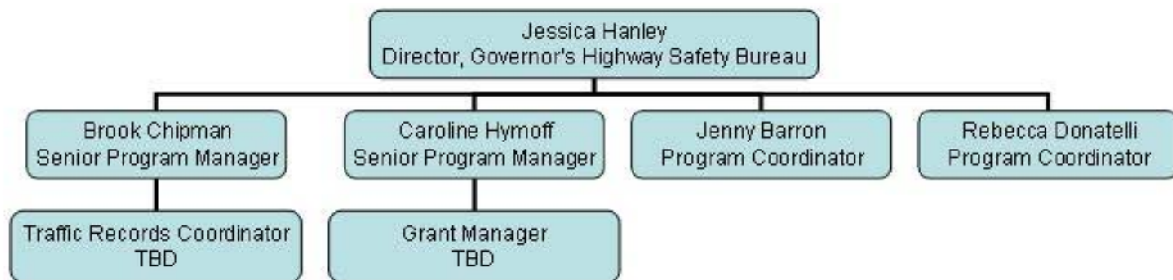 Jessica Hanley
Director, Governor's Highway Safety Bureau
Brook Chipman
Senior Program Manager
Caroline Hymoff
Senior Program Manager
Jenny Barron
Program Coordinator
Rebecca Donatelli
Program Coordinator
Traffic Records Coordinator
TBD
Grant Manager
TBD